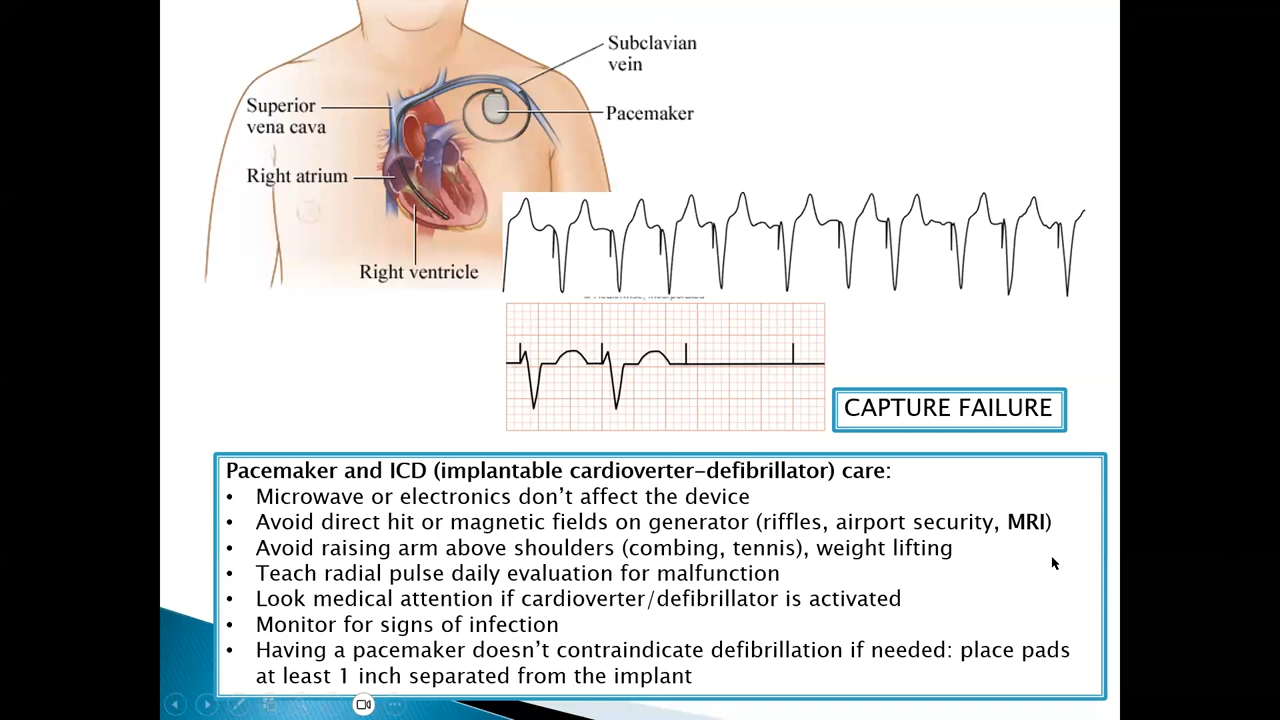 Subclavian
vein
Superior
vena cava
Pacemaker
Right atrium
Right ventricle
CAPTURE FAILURE
Pacemaker and ICD (implantable cardioverter-defibrillator) care:
• Microwave or electronics don't affect the device
• Avoid direct hit or magnetic fields on generator (riffles, airport security, MRI)
• Avoid raising arm above shoulders (combing, tennis), weight lifting
• Teach radial pulse daily evaluation for malfunction
• Look medical attention if cardioverter/defibrillator is activated
• Monitor for signs of infection
• Having a pacemaker doesn't contraindicate defibrillation if needed: place pads
at least 1 inch separated from the implant